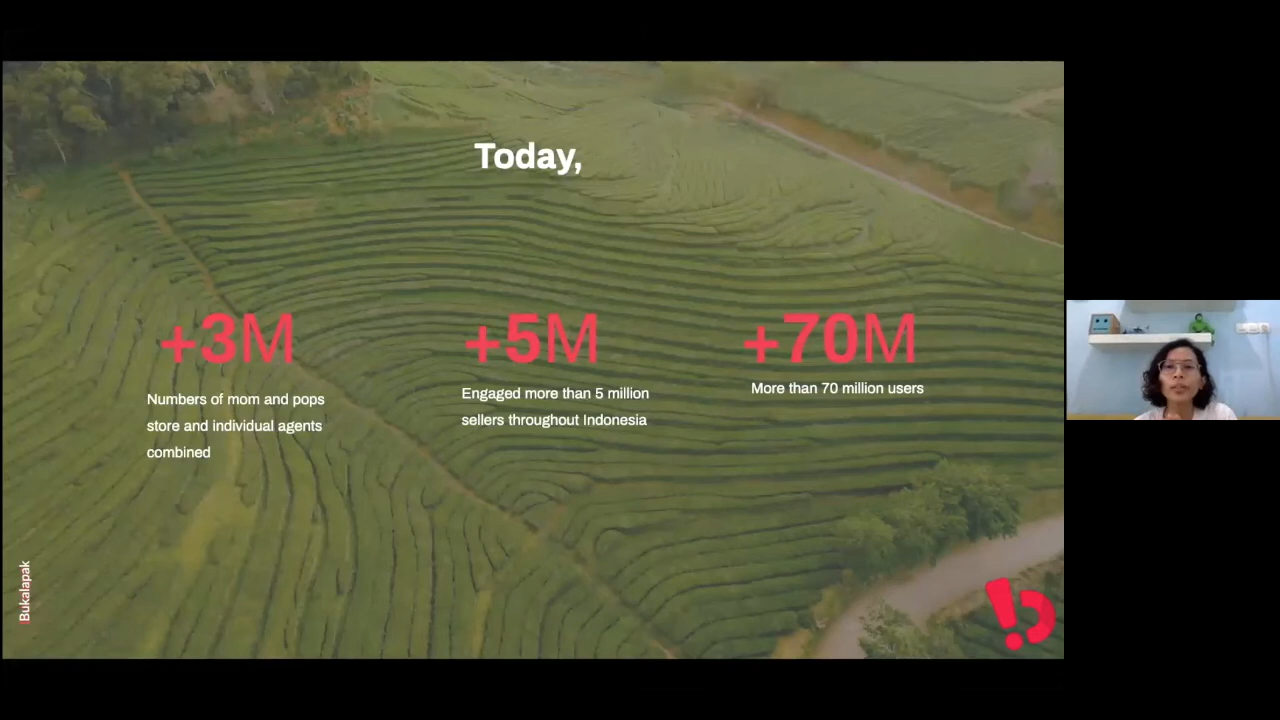 Today,
+3M
Numbers of mom and pops
store and individual agents
combined
+5M
Engaged more than 5 million
sellers throughout Indonesia
+70M
More than 70 million users
Bukalapak